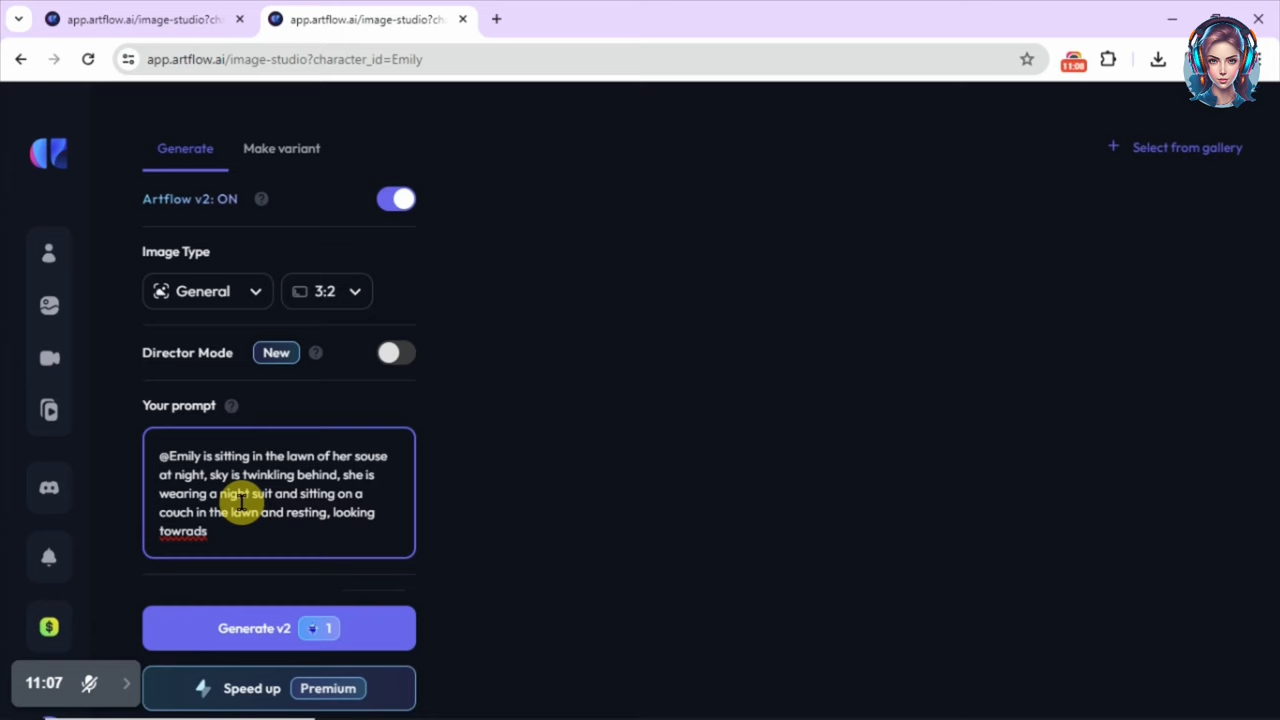 app.artflow.ai/image-studio?ch
app.artflow.ai/image-studio?cha
app.artflow.ai/image-studio?character_id=Emily
11:08
Generate
Make variant
Select from gallery
Artflow v2: ON
Image Type
General
3:2
Director Mode
New
Your prompt
@Emily is sitting in the lawn of her souse
at night, sky is twinkling behind, she is
wearing a night suit and sitting on a
couch in the lawn and resting, looking
towrads
Generate v2
1
Speed up
Premium
11:07